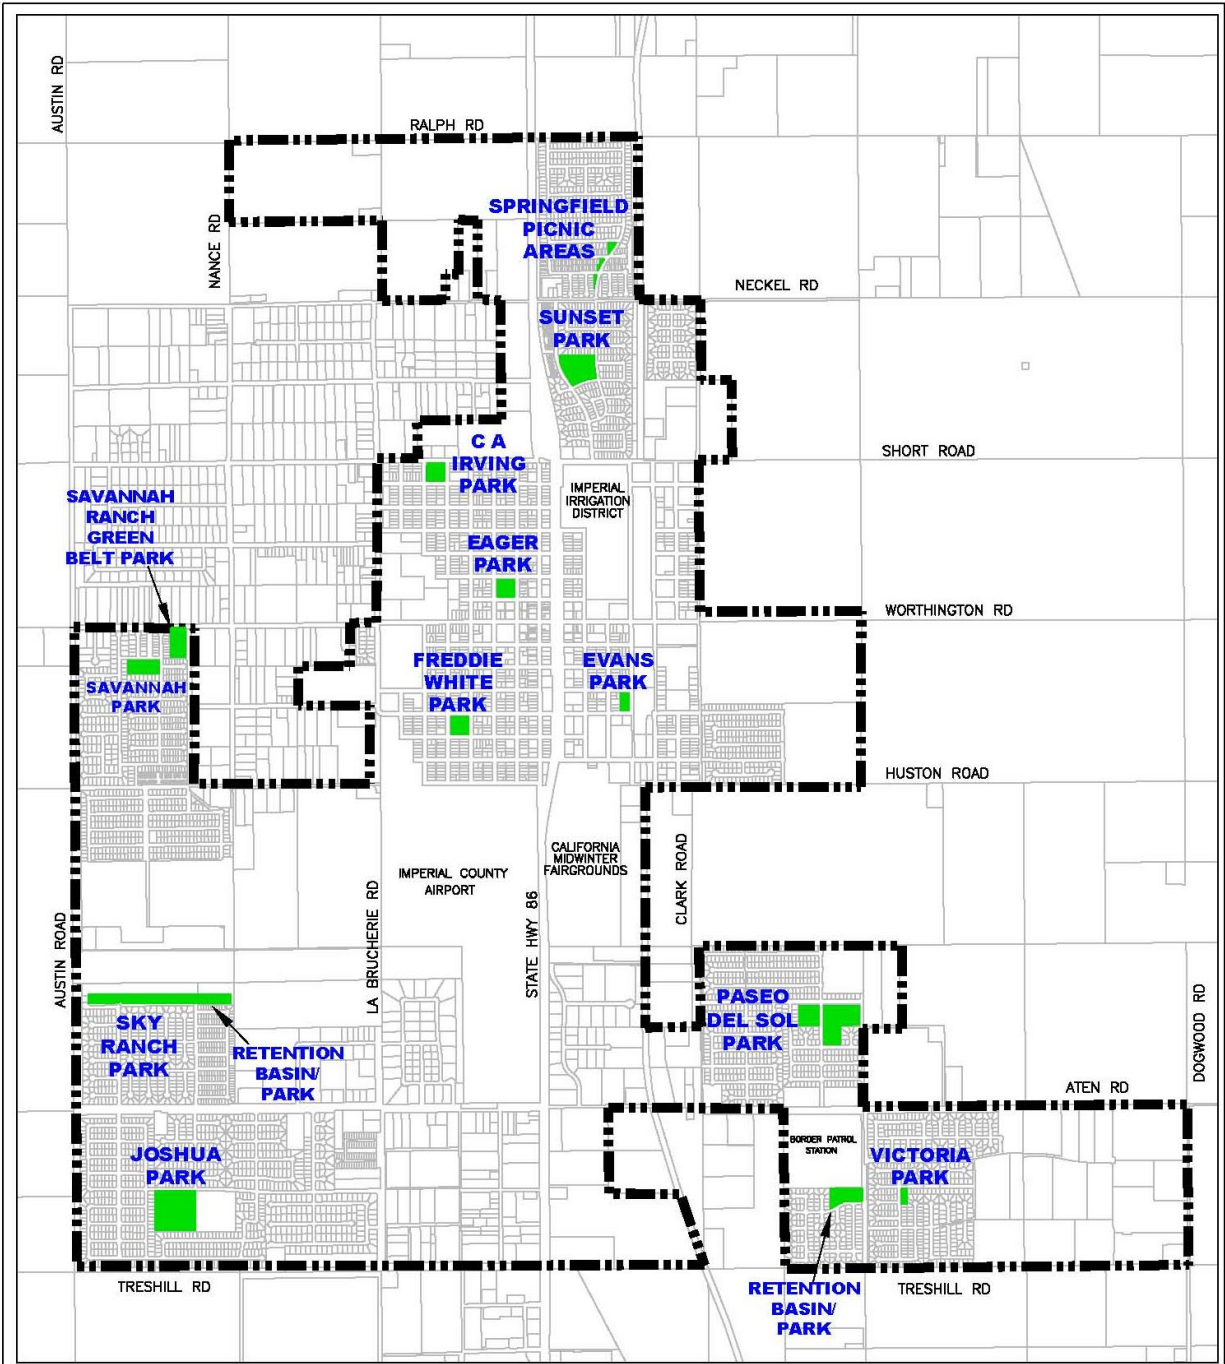 AUSTIN RD
RALPH RD
NANCE RD
SPRINGFIELD
PICNIC
AREAS
NECKEL RD
SUNSET
PARK
C A
IRVING
PARK
SHORT ROAD
IMPERIAL
IRRIGATION
DISTRICT
SAVANNAH
RANCH
GREEN
BELT PARK
EAGER
PARK
WORTHINGTON RD
FREDDIE
WHITE
PARK
EVANS
PARK
SAVANNAH
PARK
HUSTON ROAD
CALIFORNIA
MIDWINTER
FAIRGROUNDS
IMPERIAL COUNTY
AIRPORT
CLARK ROAD
LA BRUCHERIE RD
STATE HWY 86
AUSTIN ROAD
PASEO
DEL SOL
PARK
DOGWOOD RD
SKY
RANCH
PARK
RETENTION
BASIN/
PARK
ATEN RD
BORDER PATROL
STATION
JOSHUA
PARK
VICTORIA
PARK
TRESHILL RD
RETENTION
BASIN/
PARK
TRESHILL RD